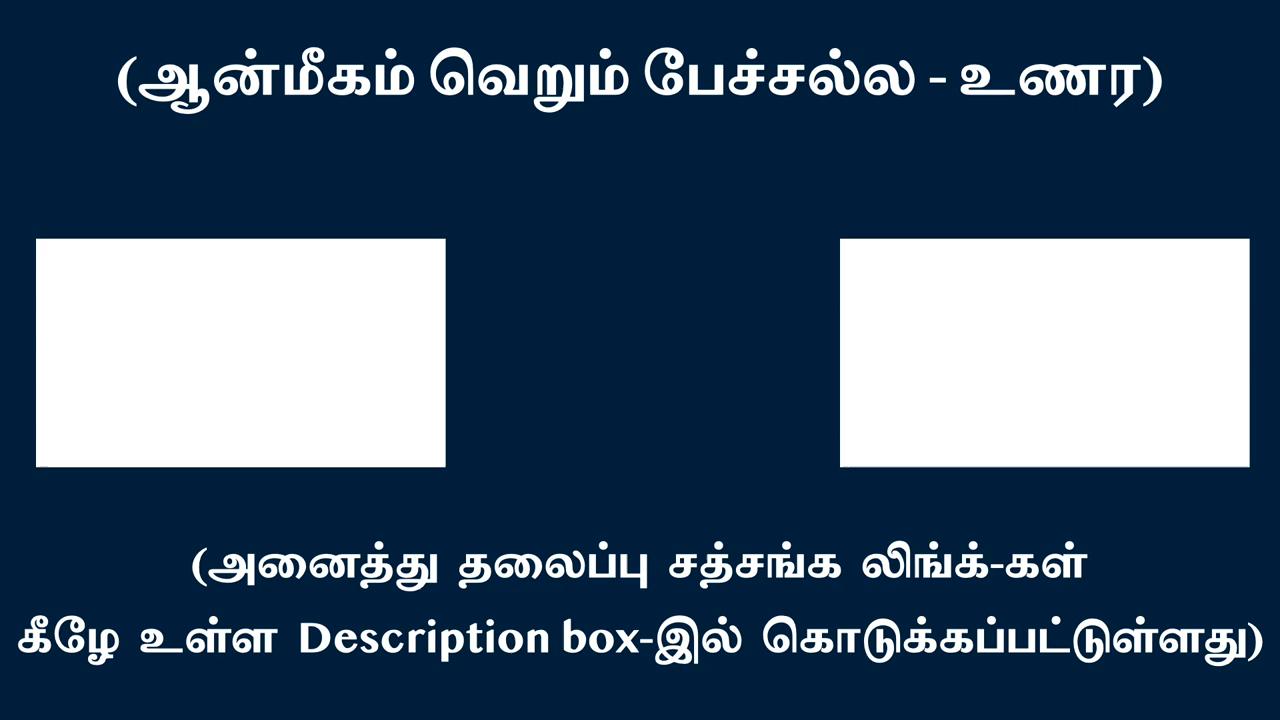 (ஆன்மீகம் வெறும் பேச்சல்ல - உணர)
(அனைத்து தலைப்பு சத்சங்க லிங்க்-கள்
கீழே உள்ள Description box-இல் கொடுக்கப்பட்டுள்ளது)